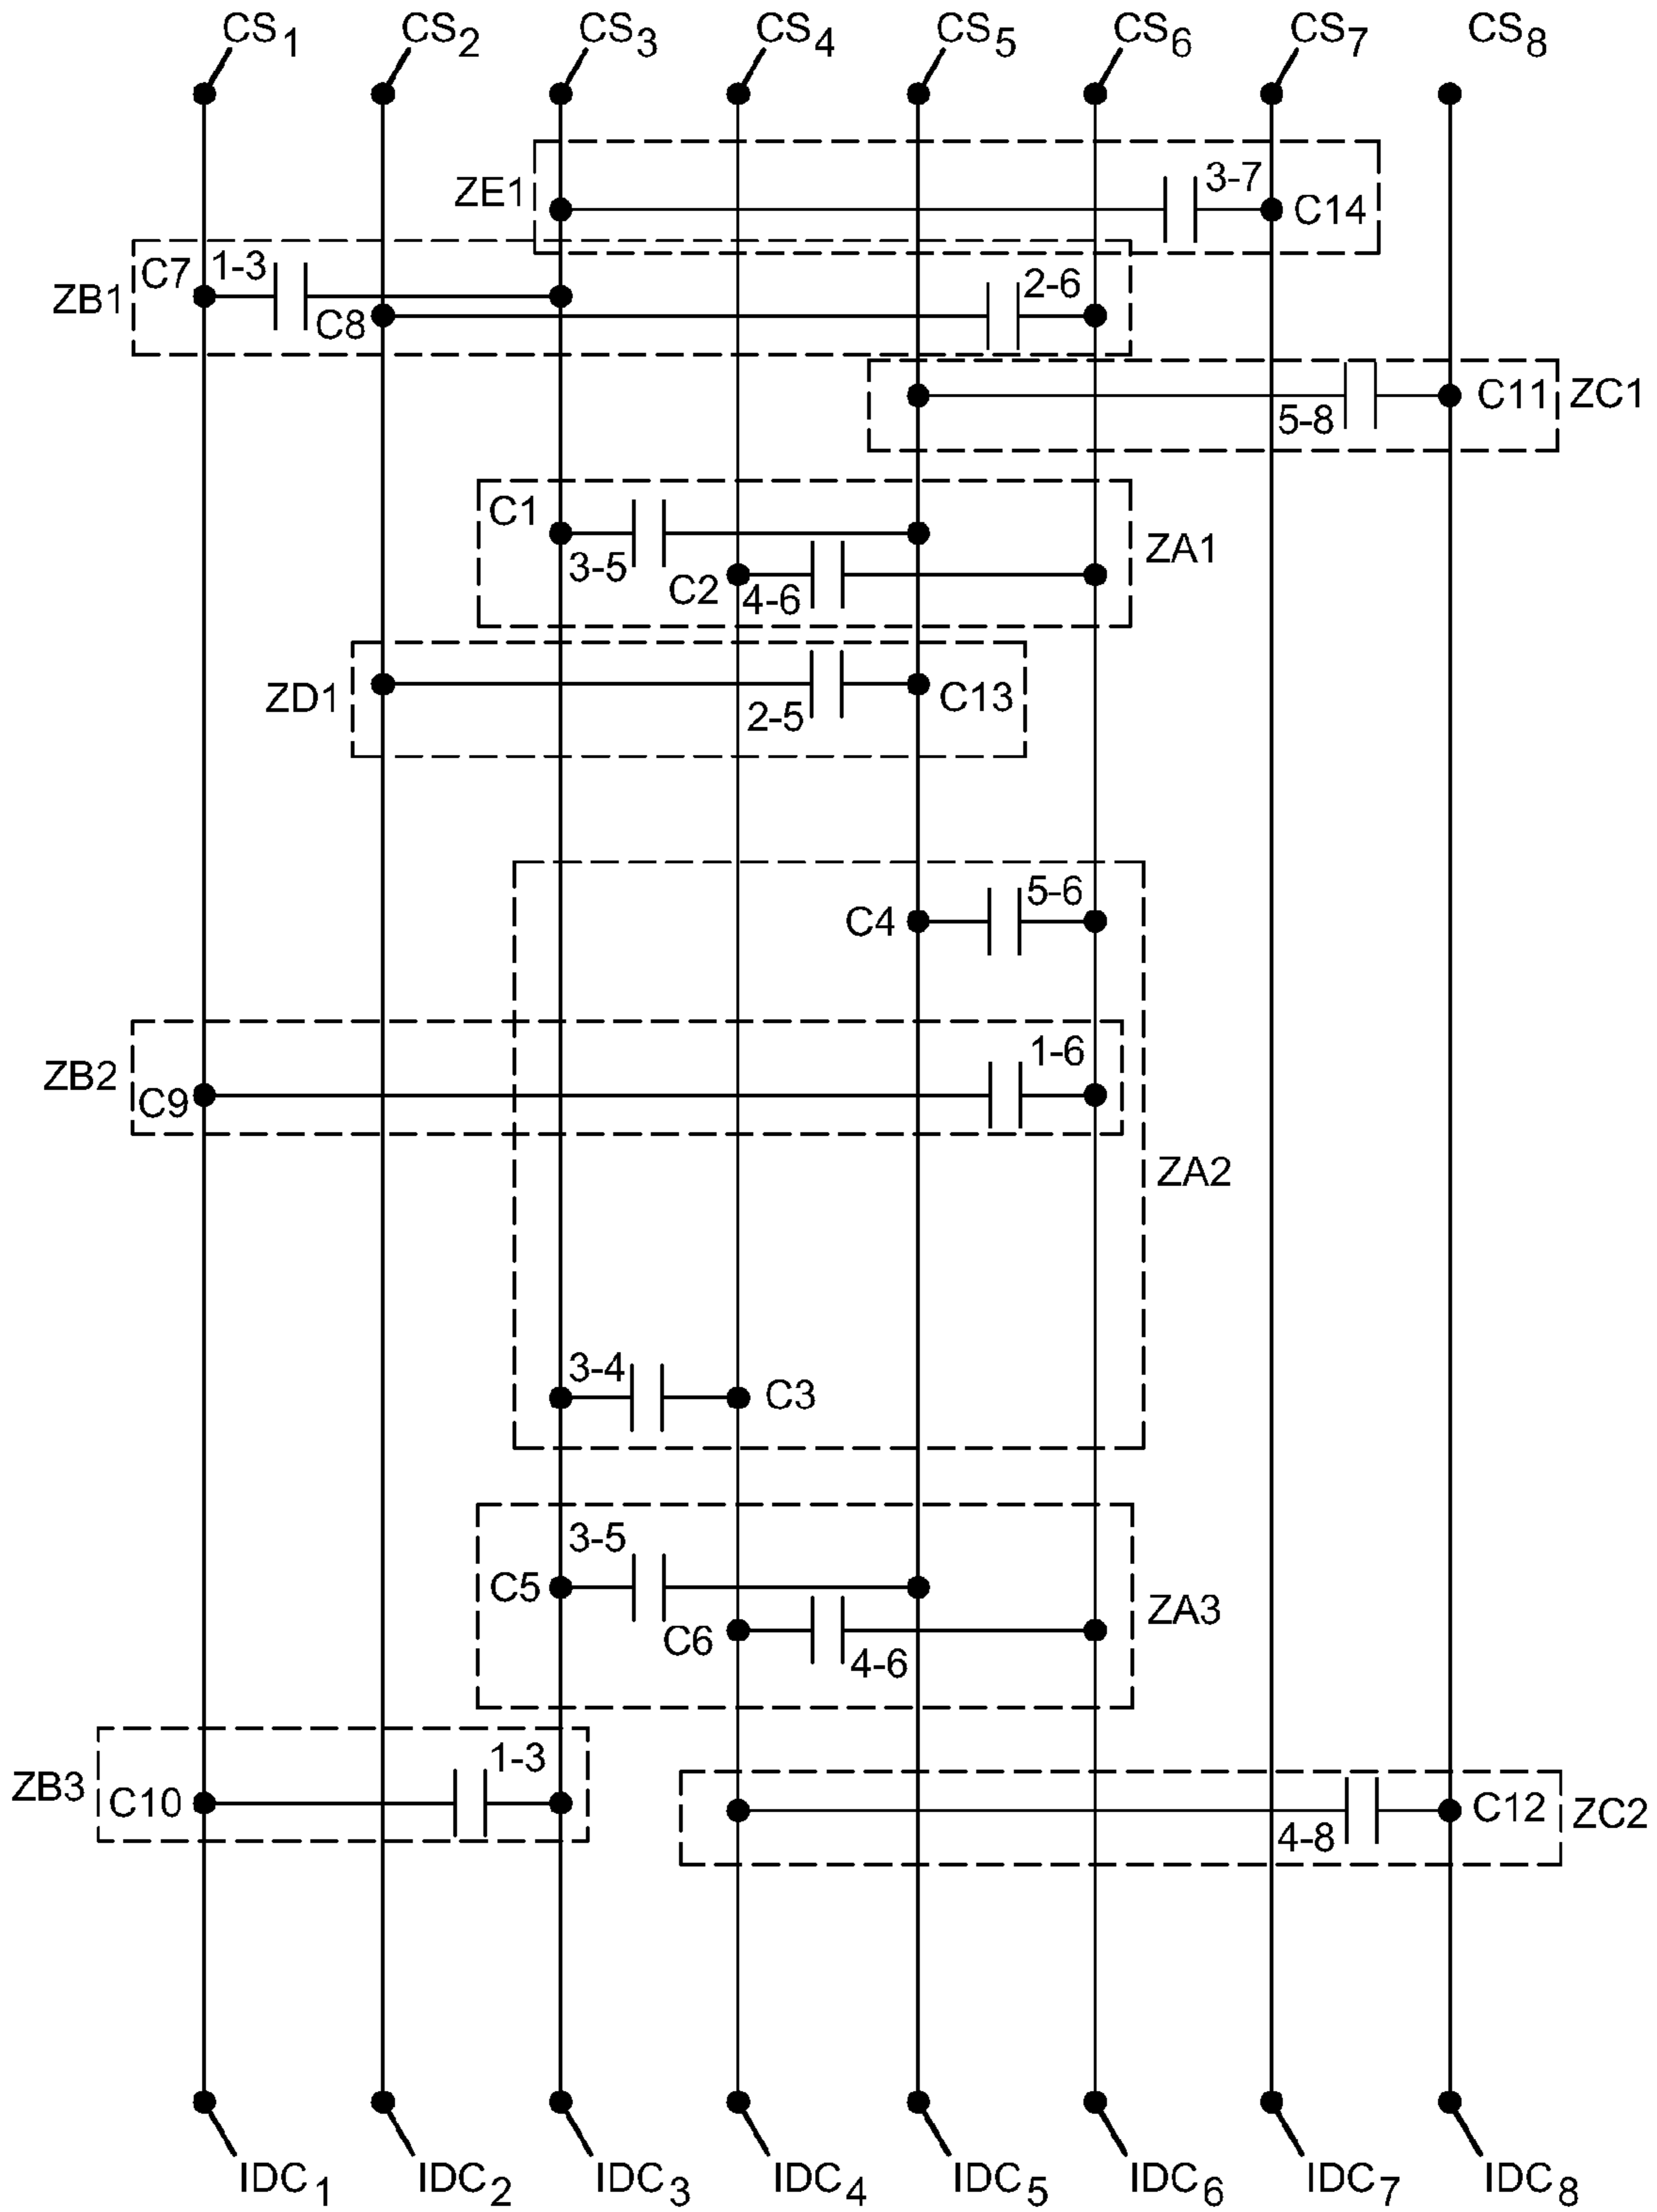 CS1 CS2 CS3 CS4 CS5 CS6 CS7 CS8
3-7
ZE1
C14
C7 1-3
2-6
ZB1
C8
C11 ZC1
5-8
C1
ZA1
3-5
C2 4-6
ZD1
C13
2-5
5-6
C4
1-6
ZB2
C9
ZA2
3-4
C3
3-5
C5
ZA3
C6
4-6
1-3
ZB3
C10
C12 ZC2
4-8
IDC1 IDC2 IDC3 IDC4 IDC5 IDC6 IDC7 IDC8